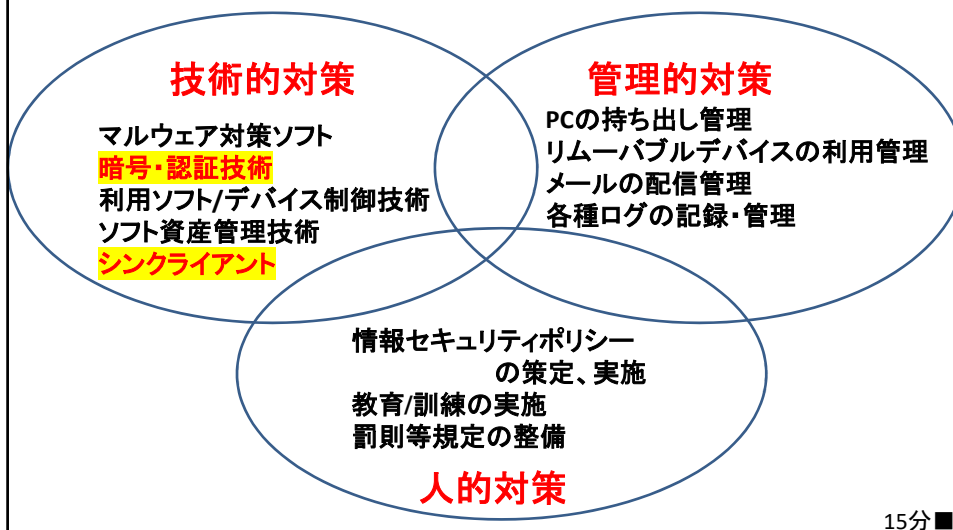 技術的対策
マルウェア対策ソフト
暗号・認証技術
利用ソフト/デバイス制御技術
ソフト資産管理技術
シンクライアント
管理的対策
PCの持ち出し管理
リムーバブルデバイスの利用管理
メールの配信管理
各種ログの記録・管理
情報セキュリティポリシー
の策定、実施
教育/訓練の実施
罰則等規定の整備
人的対策
15分■